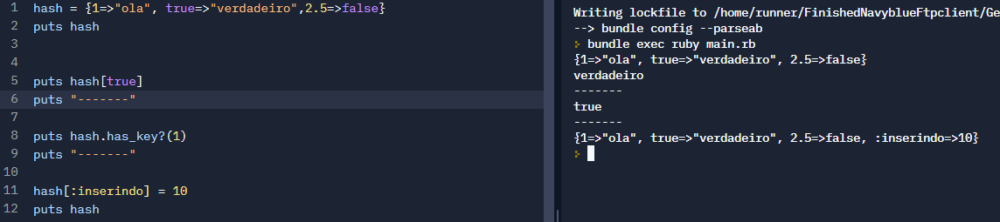 1 hash = {1=>"ola", true=>"verdadeiro",2.5=>false}
2 puts hash
3
4
5 puts hash[true]
6 puts "-------"
7
8 puts hash.has_key?(1)
9 puts "-------"
10
11 hash[:inserindo] = 10
12 puts hash
Writing lockfile to /home/runner/FinishedNavyblueFtpclient/Ge
--> bundle config --parseab
> bundle exec ruby main.rb
{1=>"ola", true=>"verdadeiro", 2.5=>false}
verdadeiro
-------
true
-------
{1=>"ola", true=>"verdadeiro", 2.5=>false, :inserindo=>10}
>